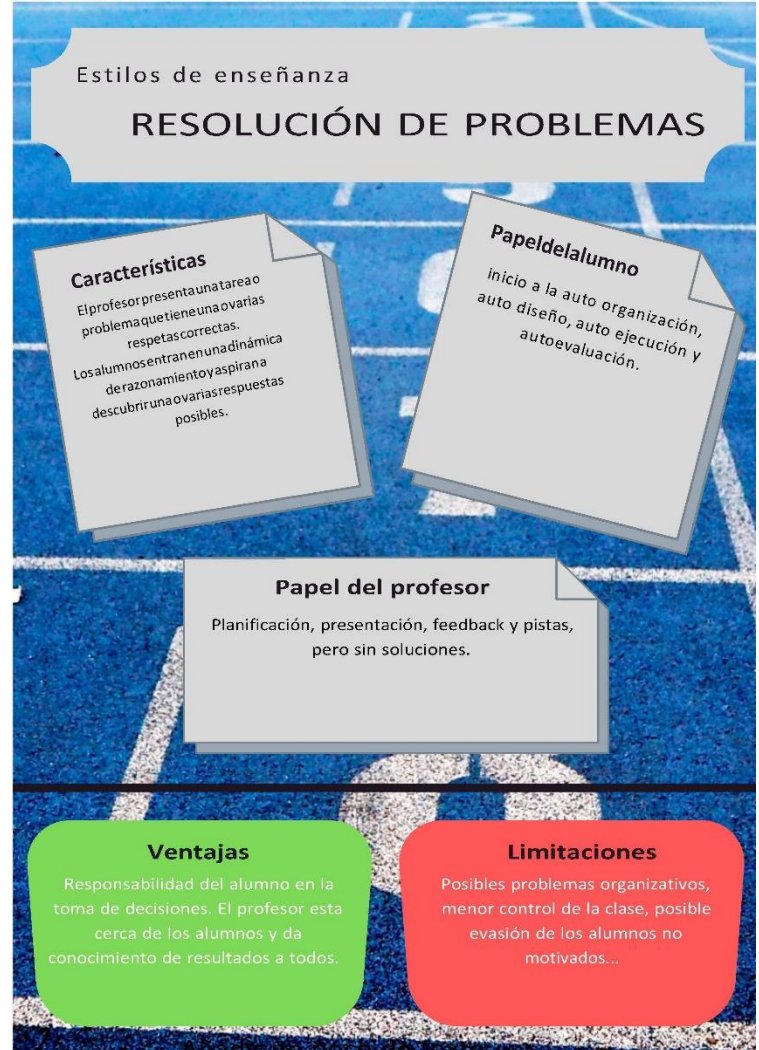 Estilos de enseñanza
RESOLUCIÓN DE PROBLEMAS
Características
Elprofesorpresentaunatareao
problemaquetieneunaovarias
respetascorrectas.
Losalumnosentranenunadinámica
derazonamientoyaspirana
descubrirunaovariasrespuestas
posibles.
Papeldelalumno
inicio a la auto organización,
auto diseño, auto ejecución y
autoevaluación.
Papel del profesor
Planificación, presentación, feedback y pistas,
pero sin soluciones.
Ventajas
Responsabilidad del alumno en la
toma de decisiones. El profesor esta
cerca de los alumnos y da
conocimiento de resultados a todos.
Limitaciones
Posibles problemas organizativos,
menor control de la clase, posible
evasión de los alumnos no
motivados...